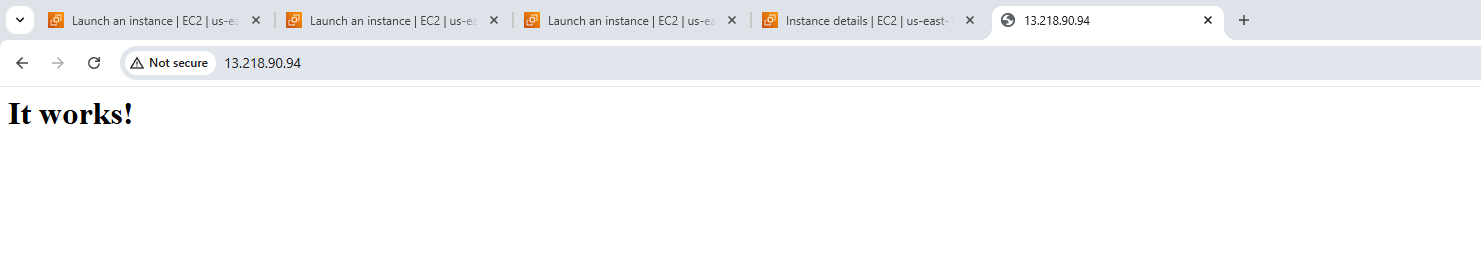 Launch an instance | EC2 | us-ea
Launch an instance | EC2 | us-ea
Launch an instance | EC2 | us-ea
Instance details | EC2 | us-east-1
13.218.90.94
Not secure
13.218.90.94
It works!